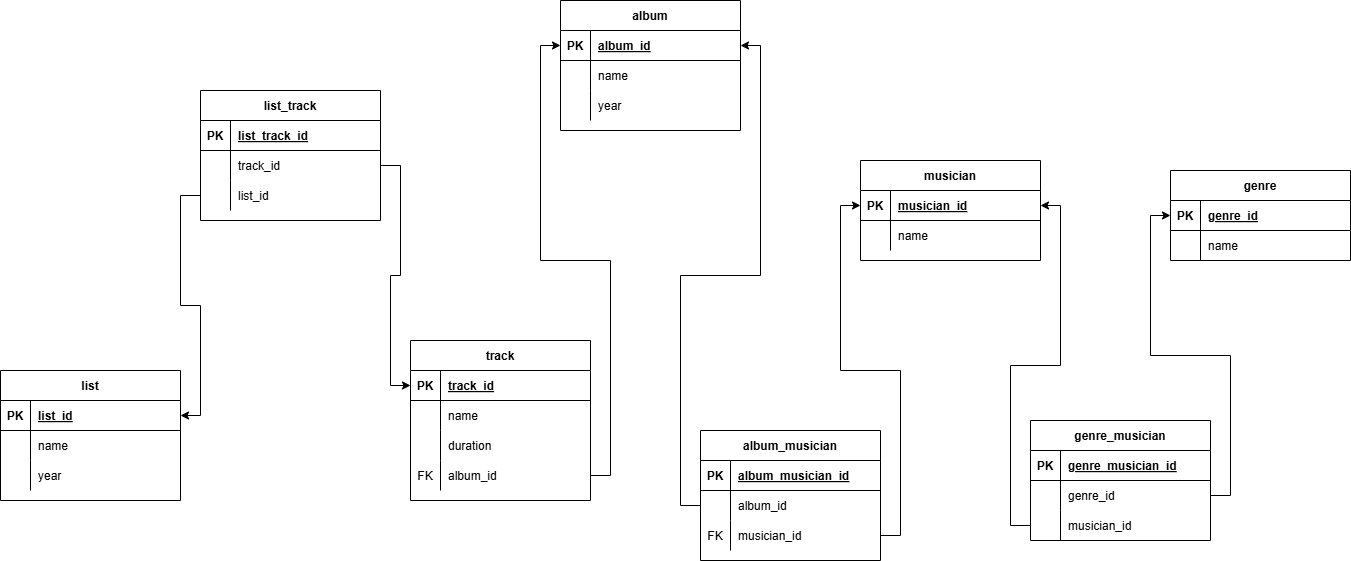 album
PK album_id
name
year
list_track
PK list_track_id
track_id
list_id
musician
PK musician_id
name
genre
PK genre_id
name
track
PK track_id
name
duration
FK album_id
list
PK list_id
name
year
album_musician
PK album_musician_id
album_id
FK musician_id
genre_musician
PK genre_musician_id
genre_id
musician_id